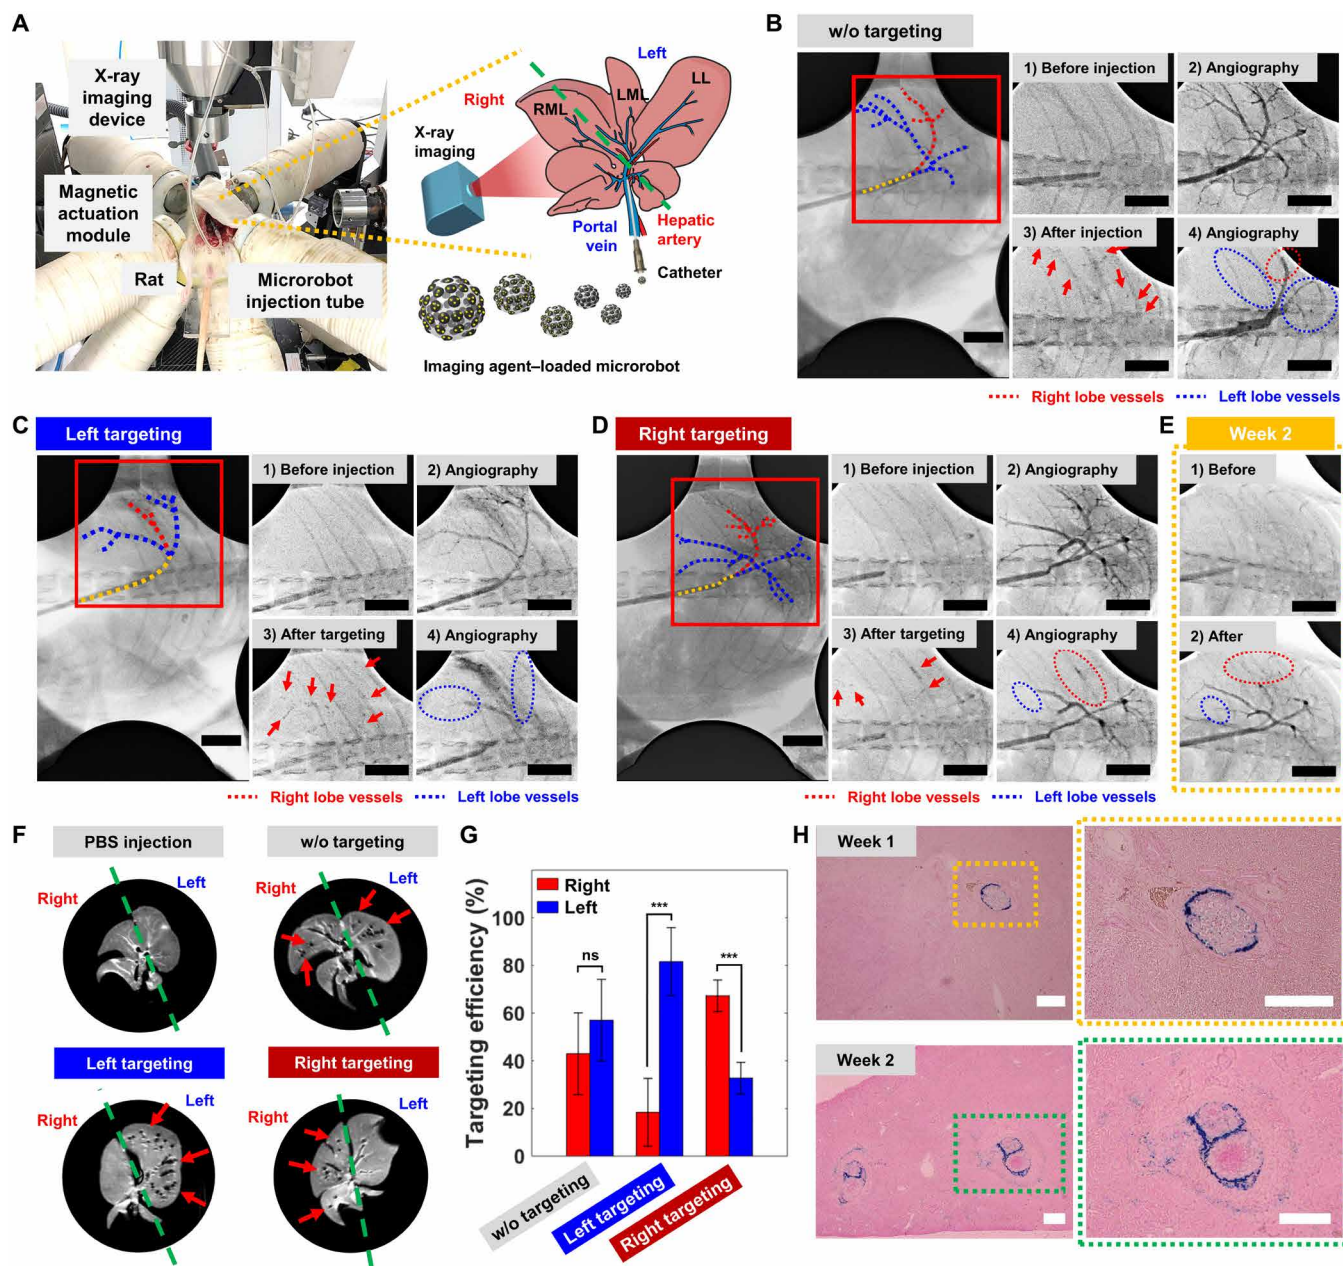 A
X-ray
imaging
device
Magnetic
actuation
module
Rat
Microrobot
injection tube
Left
Right
RML
LML
LL
X-ray
imaging
Portal
vein
Hepatic
artery
Catheter
Imaging agent–loaded microrobot
B
w/o targeting
1) Before injection
2) Angiography
3) After injection
4) Angiography
Right lobe vessels
Left lobe vessels
C
Left targeting
1) Before injection
2) Angiography
3) After targeting
4) Angiography
Right lobe vessels
Left lobe vessels
D
Right targeting
1) Before injection
2) Angiography
3) After targeting
4) Angiography
Right lobe vessels
Left lobe vessels
E
Week 2
1) Before
2) After
F
PBS injection
Right
Left
w/o targeting
Right
Left
Left targeting
Right
Left
Right targeting
Right
Left
G
Targeting efficiency (%)
100
80
60
40
20
0
Right
Left
ns
***
***
w/o targeting
Left targeting
Right targeting
H
Week 1
Week 2